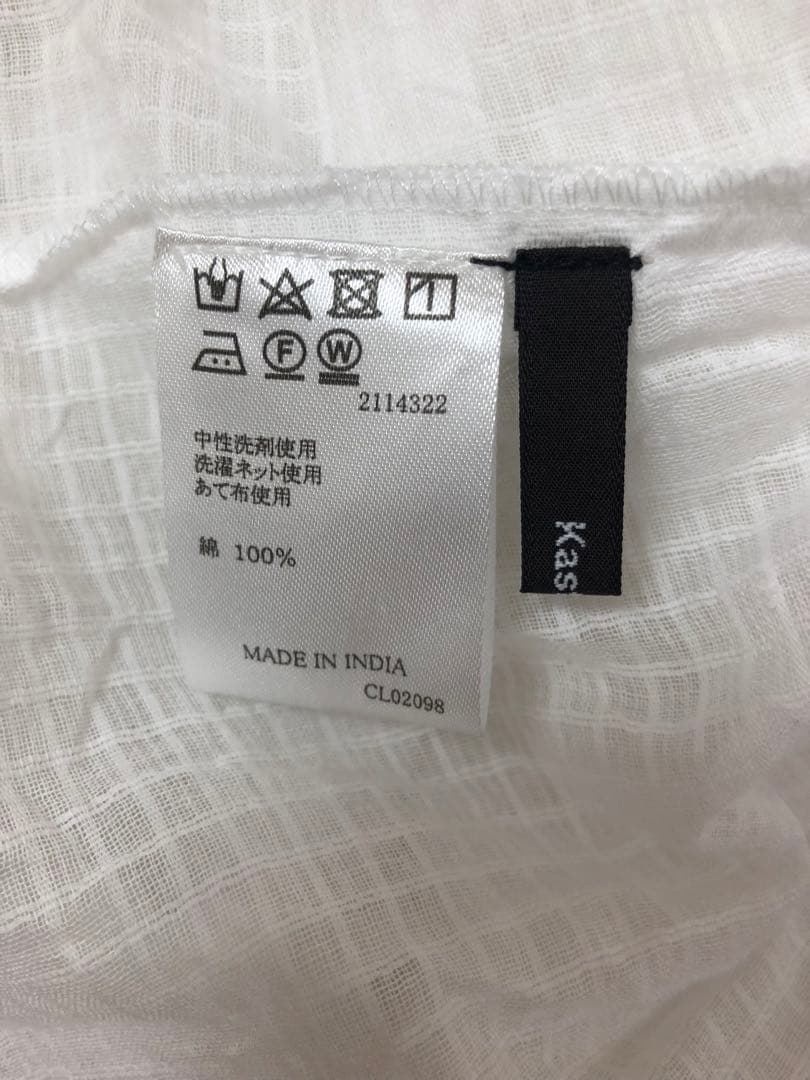 F W
2114322
中性洗剤使用
洗濯ネット使用
あて布使用
綿 100%
MADE IN INDIA
CL02098
Kas